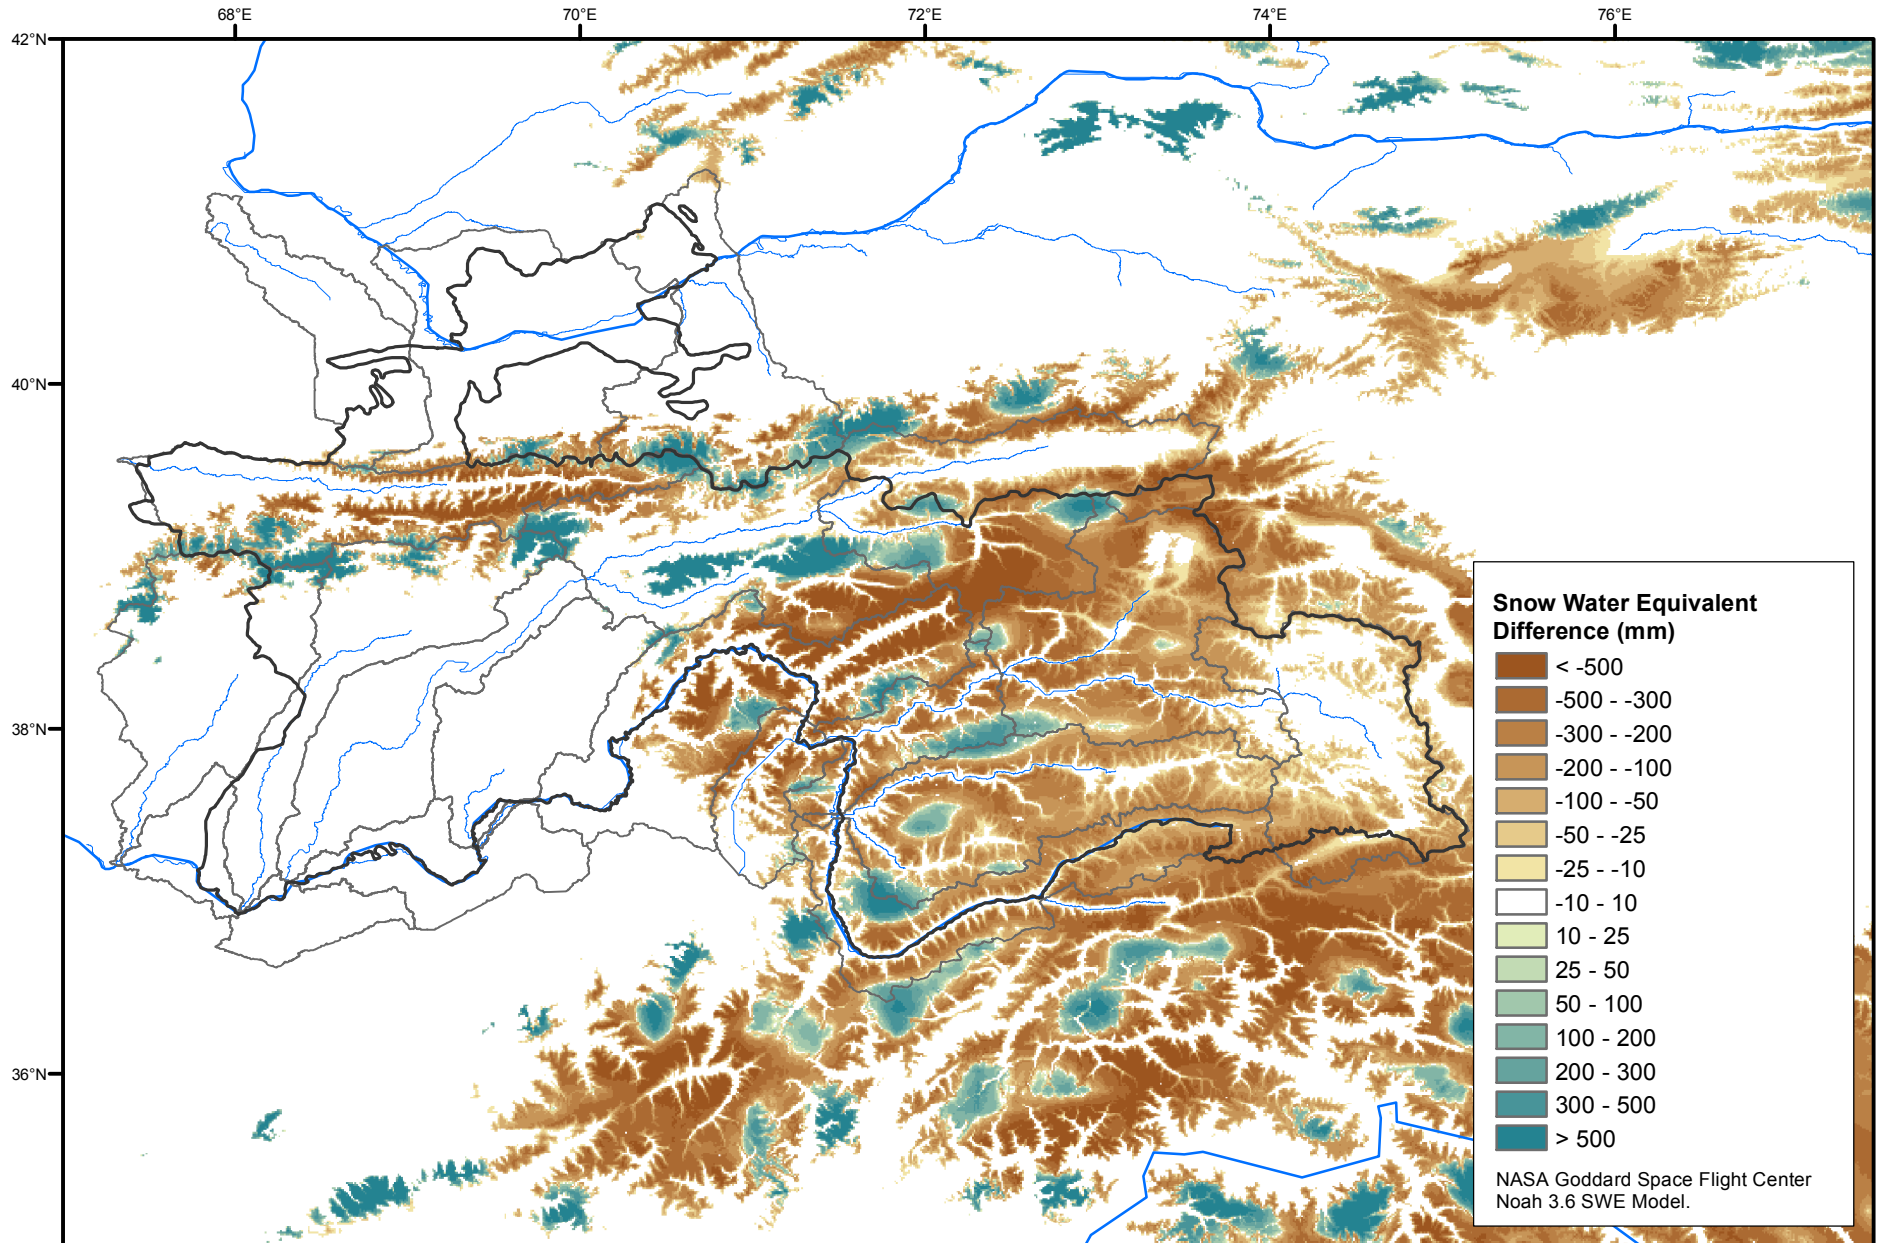 68°E
70°E
72°E
74°E
76°E
42°N
40°N
38°N
36°N
Snow Water Equivalent
Difference (mm)
< -500
-500 - -300
-300 - -200
-200 - -100
-100 - -50
-50 - -25
-25 - -10
-10 - 10
10 - 25
25 - 50
50 - 100
100 - 200
200 - 300
300 - 500
> 500
NASA Goddard Space Flight Center
Noah 3.6 SWE Model.